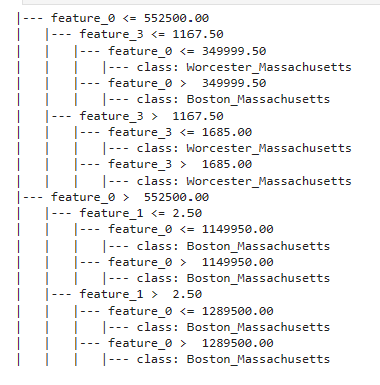 |--- feature_0 <= 552500.00
|   |--- feature_3 <= 1167.50
|   |   |--- feature_0 <= 349999.50
|   |   |   |--- class: Worcester_Massachusetts
|   |   |--- feature_0 >  349999.50
|   |   |   |--- class: Boston_Massachusetts
|   |--- feature_3 >  1167.50
|   |   |--- feature_3 <= 1685.00
|   |   |   |--- class: Worcester_Massachusetts
|   |   |--- feature_3 >  1685.00
|   |   |   |--- class: Worcester_Massachusetts
|--- feature_0 >  552500.00
|   |--- feature_1 <= 2.50
|   |   |--- feature_0 <= 1149950.00
|   |   |   |--- class: Boston_Massachusetts
|   |   |--- feature_0 >  1149950.00
|   |   |   |--- class: Boston_Massachusetts
|   |--- feature_1 >  2.50
|   |   |--- feature_0 <= 1289500.00
|   |   |   |--- class: Boston_Massachusetts
|   |   |--- feature_0 >  1289500.00
|   |   |   |--- class: Boston_Massachusetts